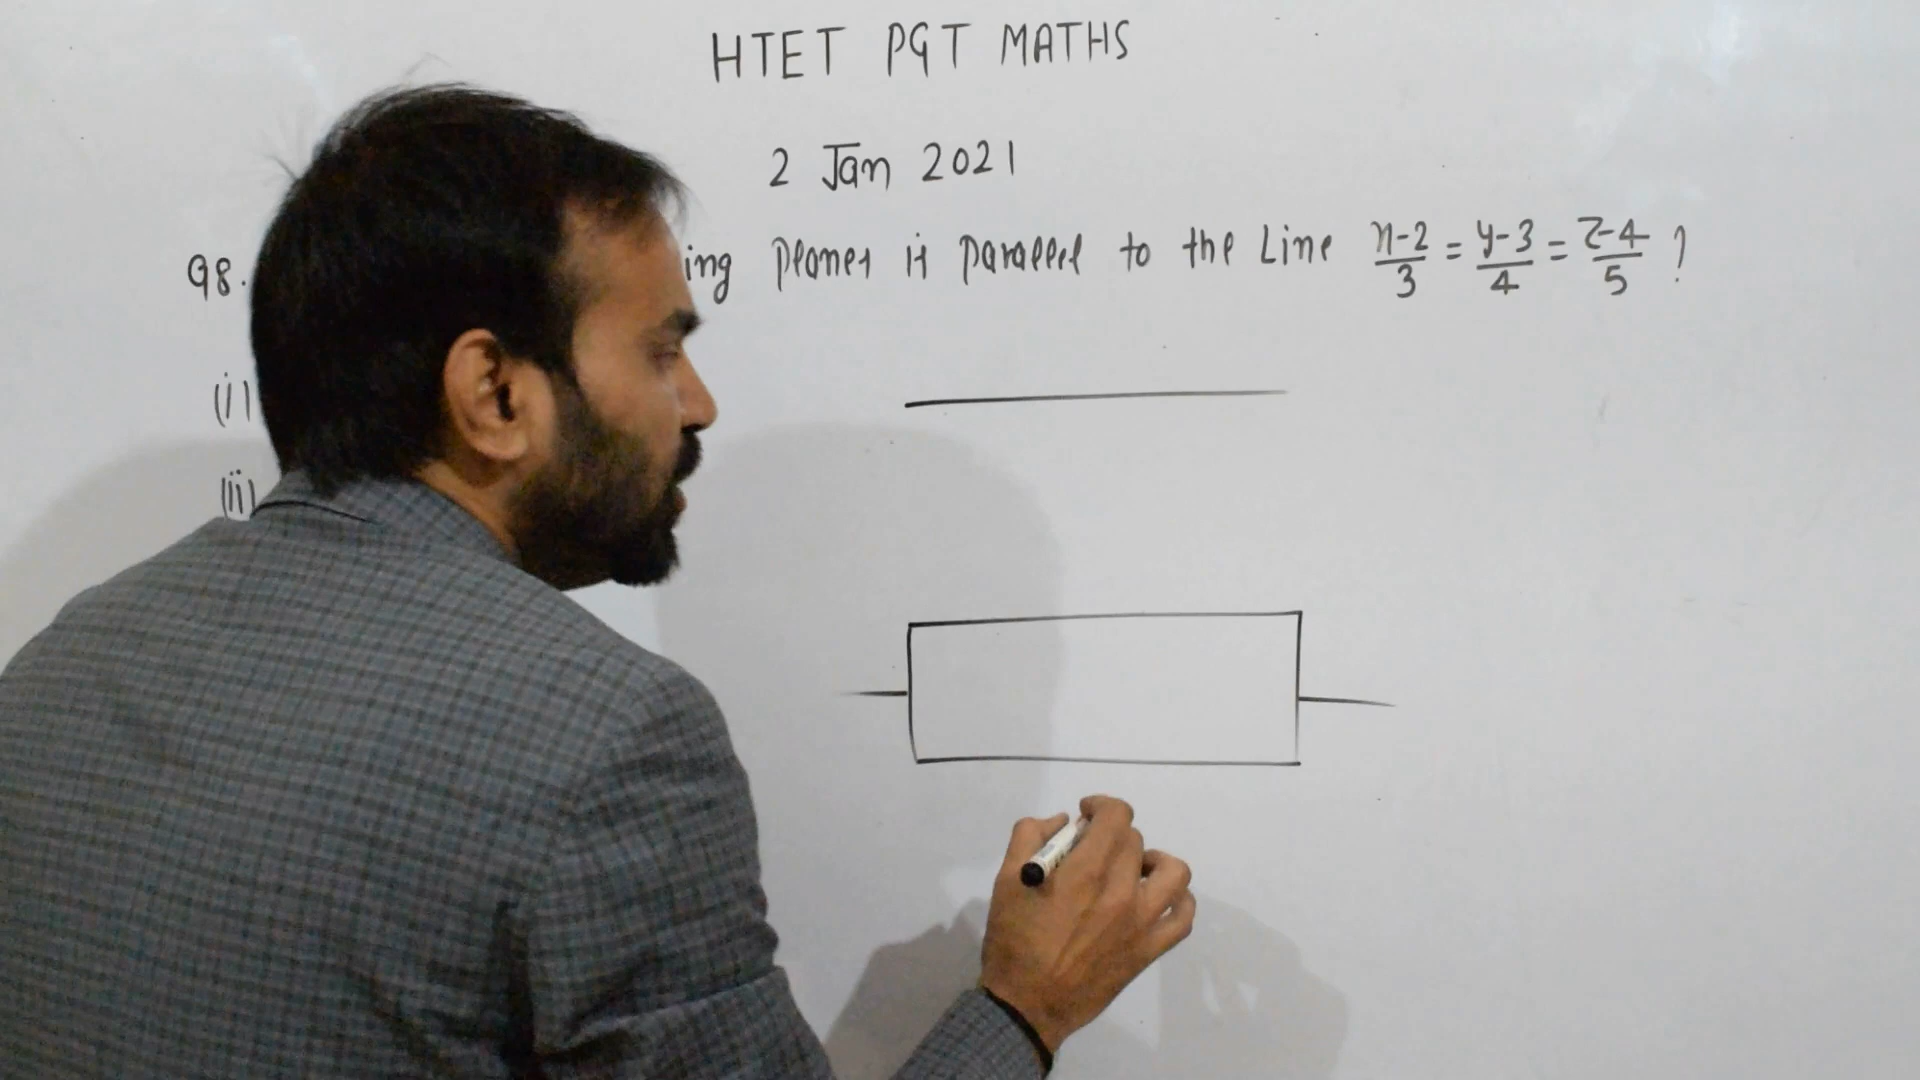 HTET PGT MATHS
2 Jan 2021
98. ing planes is parallel to the Line x-2/3 = y-3/4 = z-4/5 ?
(i)
(ii)